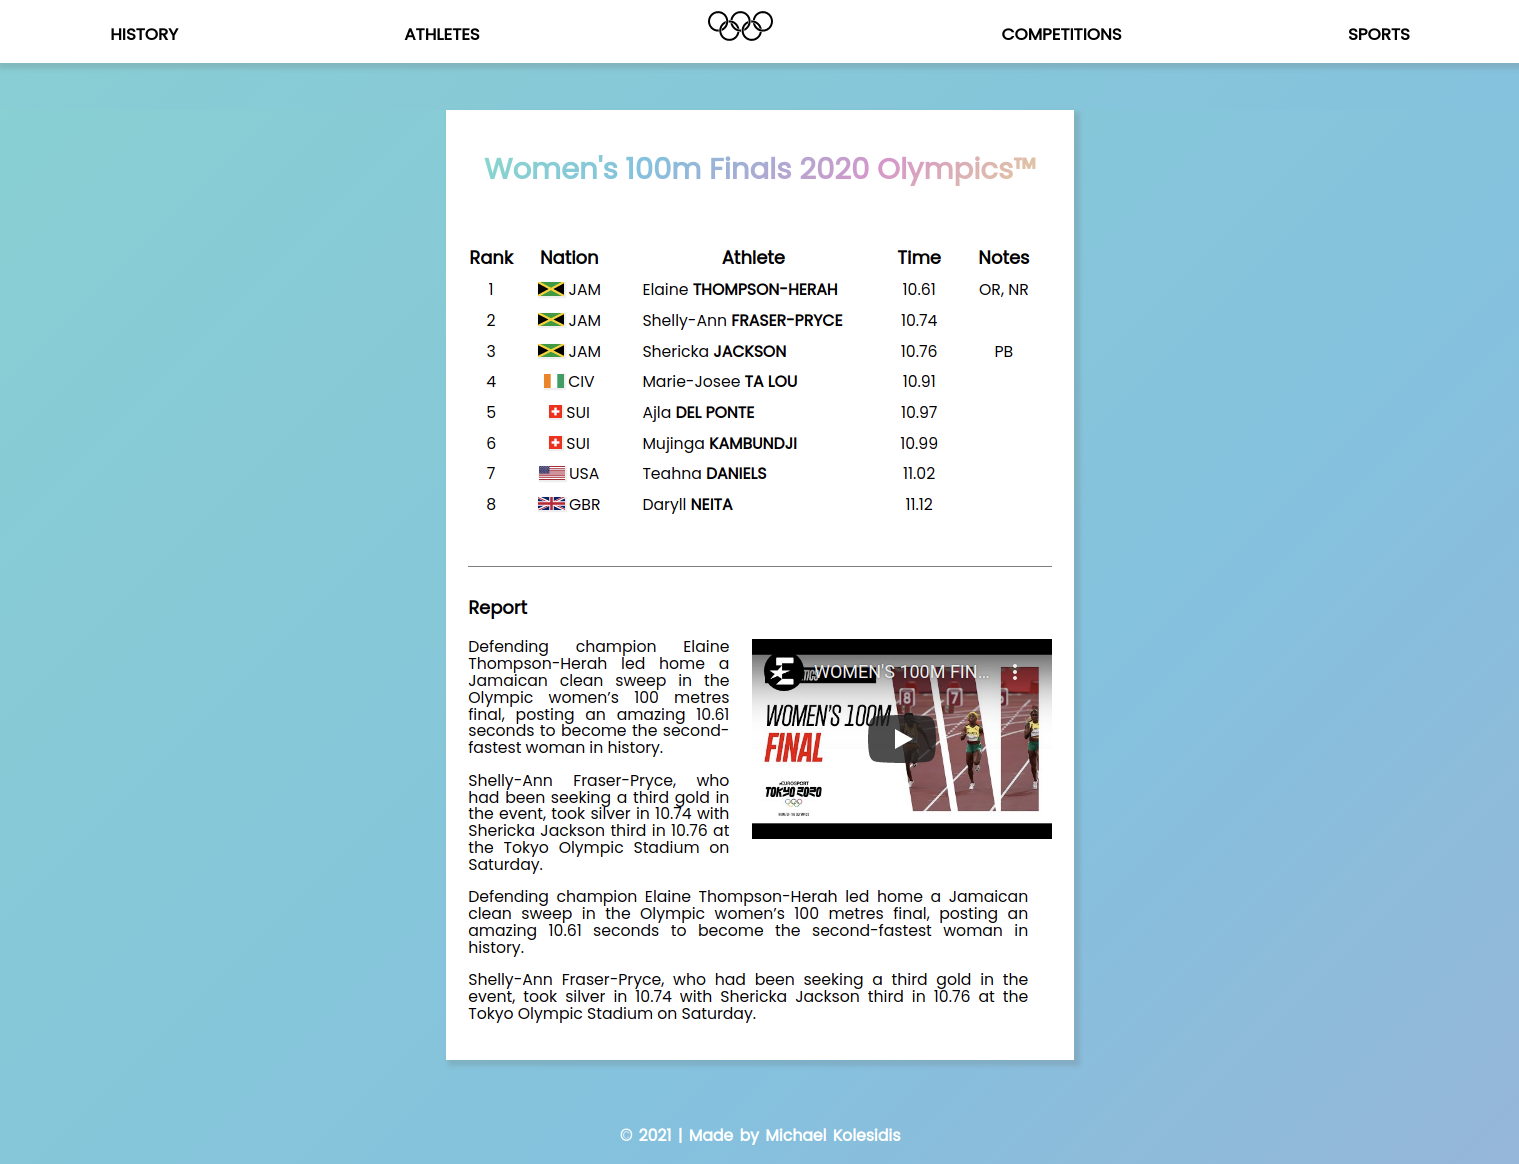 HISTORY ATHLETES COMPETITIONS SPORTS
Women's 100m Finals 2020 Olympics™
Rank Nation Athlete Time Notes
1 JAM Elaine THOMPSON-HERAH 10.61 OR, NR
2 JAM Shelly-Ann FRASER-PRYCE 10.74
3 JAM Shericka JACKSON 10.76 PB
4 CIV Marie-Josee TA LOU 10.91
5 SUI Ajla DEL PONTE 10.97
6 SUI Mujinga KAMBUNDJI 10.99
7 USA Teahna DANIELS 11.02
8 GBR Daryll NEITA 11.12
Report
Defending champion Elaine
Thompson-Herah led home a
Jamaican clean sweep in the
Olympic women’s 100 metres
final, posting an amazing 10.61
seconds to become the second-
fastest woman in history.
Shelly-Ann Fraser-Pryce, who
had been seeking a third gold in
the event, took silver in 10.74 with
Shericka Jackson third in 10.76 at
the Tokyo Olympic Stadium on
Saturday.
WOMEN'S 100M FIN...
8 7
WOMEN'S 100M
FINAL
EUROSPORT
TOKYO 2020
Defending champion Elaine Thompson-Herah led home a Jamaican
clean sweep in the Olympic women’s 100 metres final, posting an
amazing 10.61 seconds to become the second-fastest woman in
history.
Shelly-Ann Fraser-Pryce, who had been seeking a third gold in the
event, took silver in 10.74 with Shericka Jackson third in 10.76 at the
Tokyo Olympic Stadium on Saturday.
© 2021 | Made by Michael Kolesidis